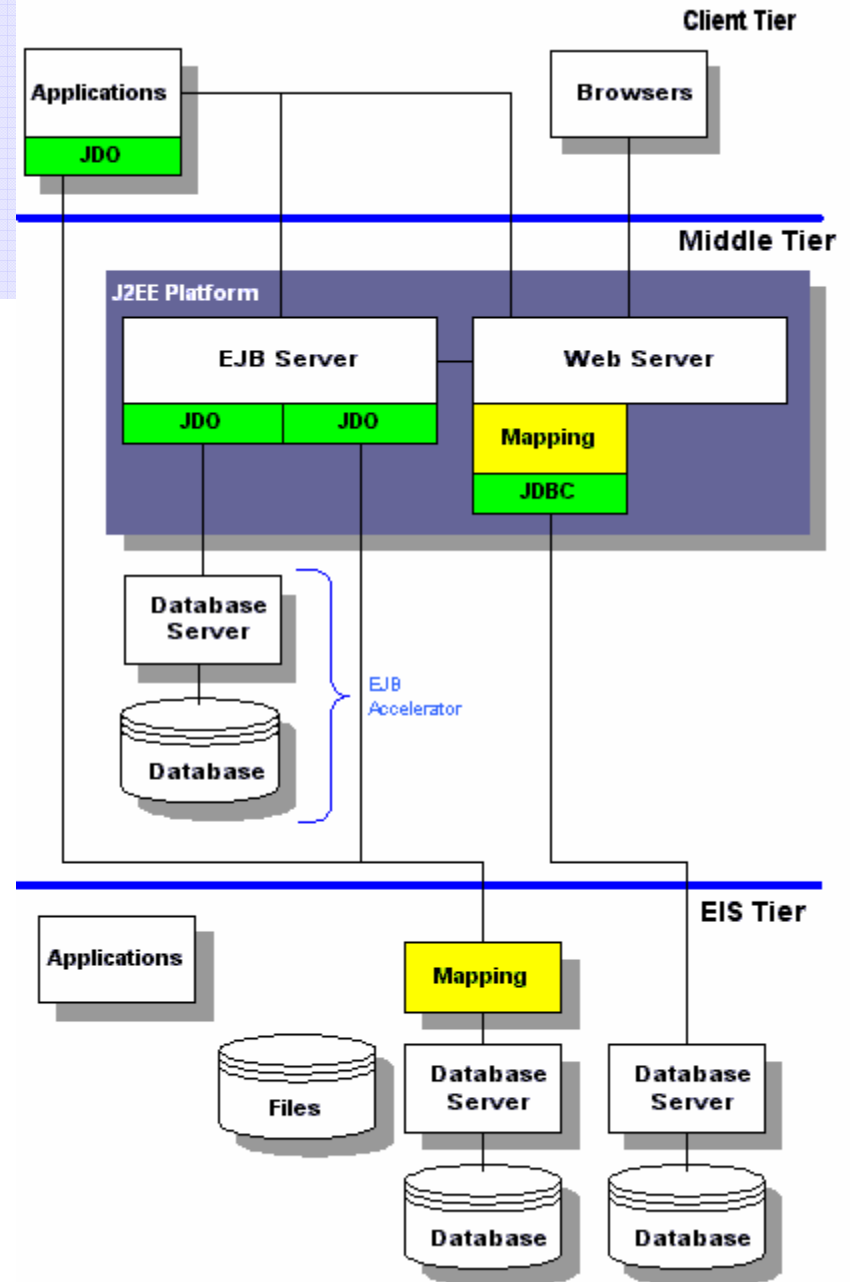 Client Tier
Applications
JDO
Browsers
Middle Tier
J2EE Platform
EJB Server
JDO
JDO
Web Server
Mapping
JDBC
Database
Server
Database
EJB
Accelerator
EIS Tier
Applications
Files
Mapping
Database
Server
Database
Database
Server
Database